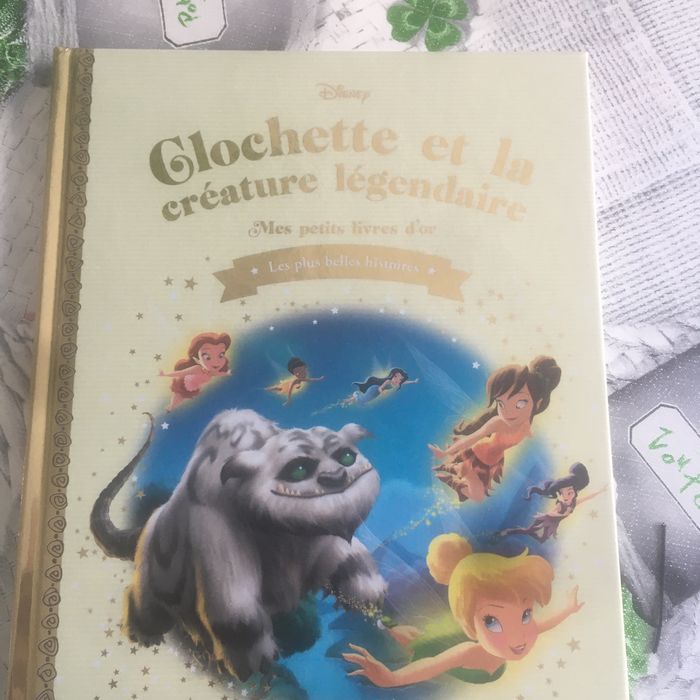 Disney
Clochette et la
créature légendaire
Mes petits livres d'or
Les plus belles histoires